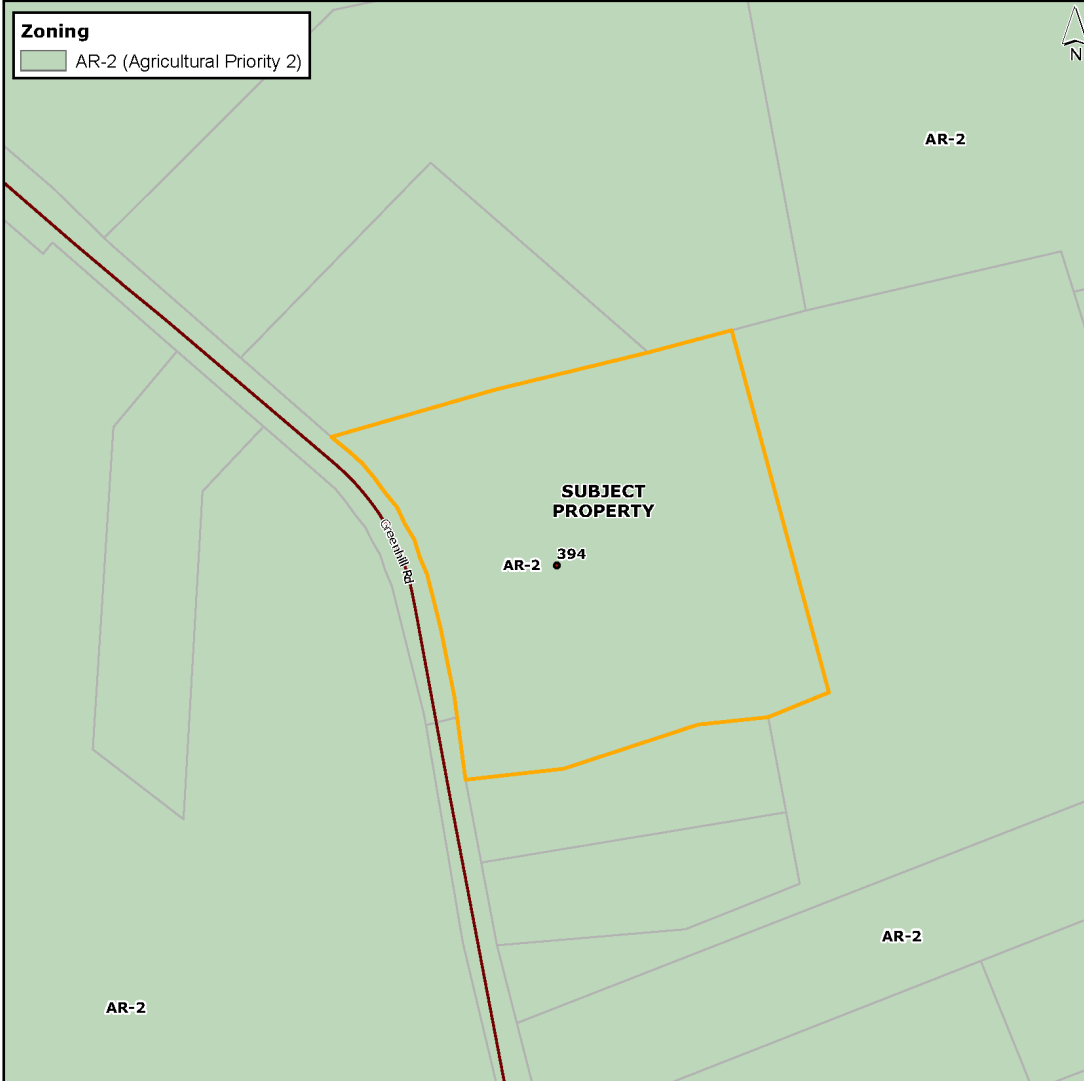 Zoning
AR-2 (Agricultural Priority 2)
N
AR-2
SUBJECT
PROPERTY
394
AR-2
Greenhill Rd
AR-2
AR-2